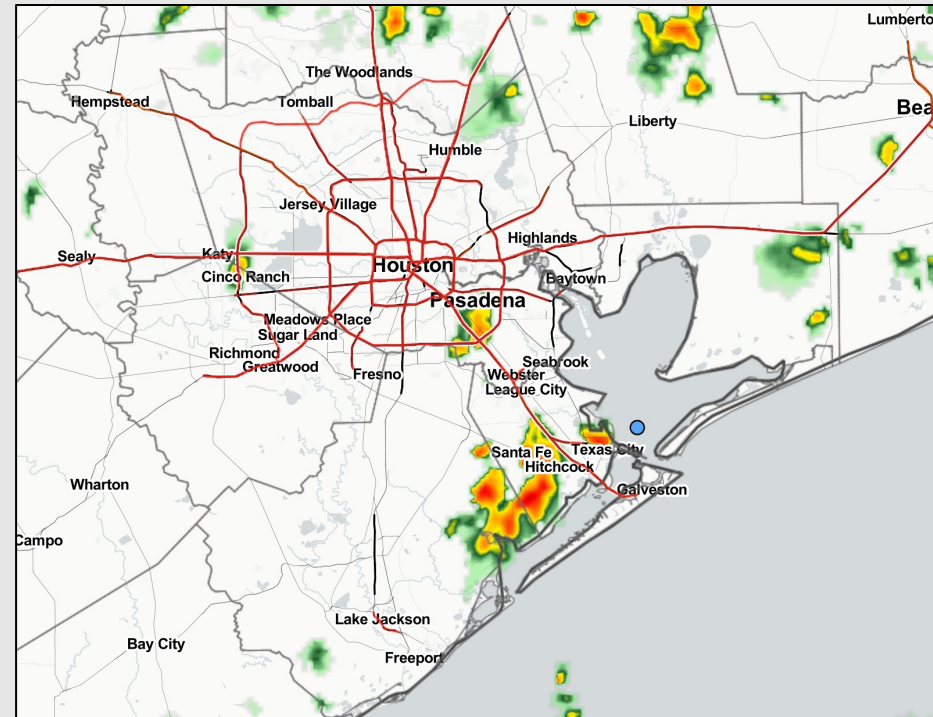 Lumberto
The Woodlands
Hempstead
Tomball
Bea
Liberty
Humble
Jersey Village
Highlands
Sealy
Katy
Houston
Cinco Ranch
Baytown
Pasadena
Meadows Place
Sugar Land
Richmond
Greatwood
Seabrook
Fresno
Webster
League City
Santa Fe
Texas City
Hitchcock
Wharton
Galveston
Campo
Lake Jackson
Bay City
Freeport